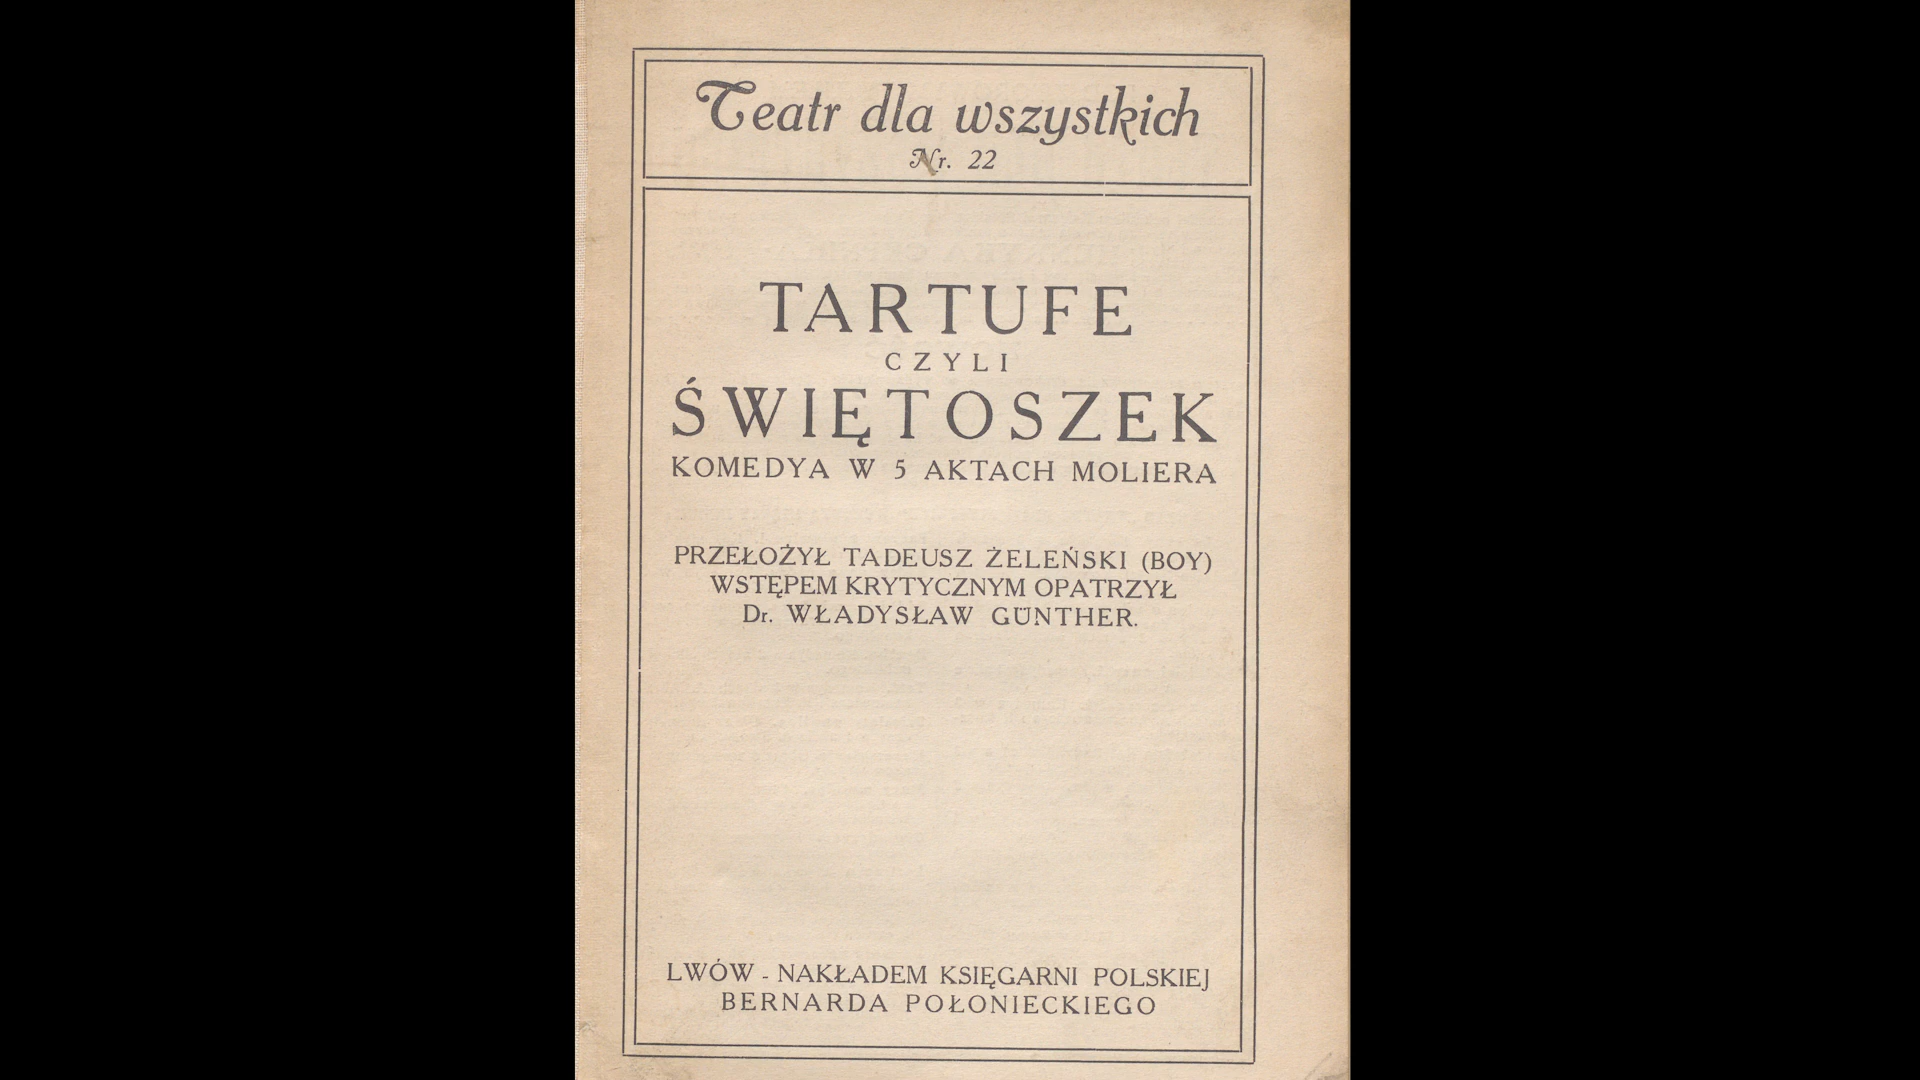 Teatr dla wszystkich
Nr. 22
TARTUFE
CZYLI
ŚWIĘTOSZEK
KOMEDYA W 5 AKTACH MOLIERA
PRZEŁOŻYŁ TADEUSZ ŻELEŃSKI (BOY)
WSTĘPEM KRYTYCZNYM OPATRZYŁ
Dr. WŁADYSŁAW GÜNTHER.
LWÓW - NAKŁADEM KSIĘGARNI POLSKIEJ
BERNARDA POŁONIECKIEGO